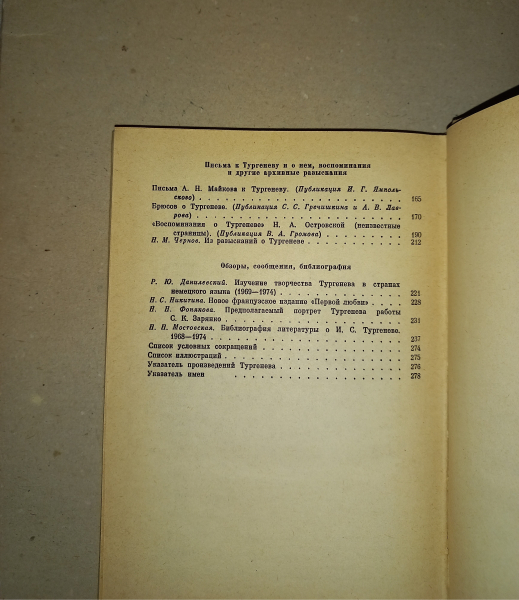 Письма к Тургеневу и о нем, воспоминания
и другие архивные разыскания
Письма А. Н. Майкова к Тургеневу. (Публикация И. Г. Ямполь-
ского) . . . . . . . . . . . . . . . . . . . . 165
Брюсов о Тургеневе. (Публикация С. С. Гречишкина и А. В. Лав-
рова) . . . . . . . . . . . . . . . . . . . . 170
«Воспоминания о Тургеневе» Н. А. Островской (неизвестные
страницы). (Публикация В. А. Громова) . . . . . . . . . 190
Н. М. Чернов. Из разысканий о Тургеневе . . . . . . . . . . 212
Обзоры, сообщения, библиография
Р. Ю. Данилевский. Изучение творчества Тургенева в странах
немецкого языка (1969—1974) . . . . . . . . . . . . . 221
Н. С. Никитина. Новое французское издание «Первой любви» . . . 228
Н. Н. Фонякова. Предполагаемый портрет Тургенева работы
С. К. Зарянко . . . . . . . . . . . . . . . . . . 231
Н. Н. Мостовская. Библиография литературы о И. С. Тургеневе.
1968—1974 . . . . . . . . . . . . . . . . . . . 237
Список условных сокращений . . . . . . . . . . . . . . . 274
Список иллюстраций . . . . . . . . . . . . . . . . . . 275
Указатель произведений Тургенева . . . . . . . . . . . . . 276
Указатель имен . . . . . . . . . . . . . . . . . . . 278